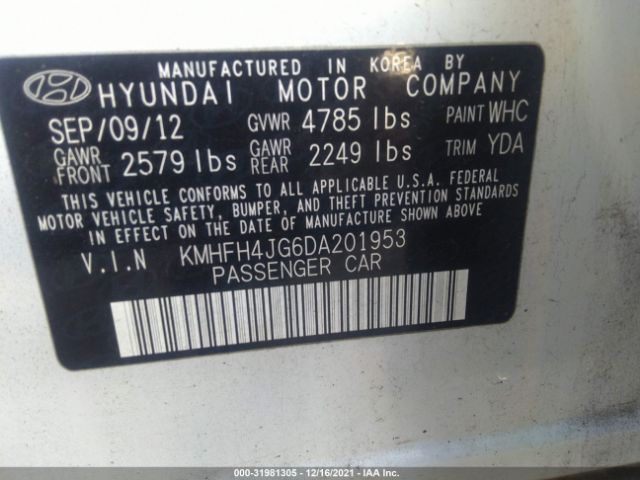 MANUFACTURED IN KOREA BY
HYUNDAI MOTOR COMPANY
SEP/09/12 GVWR 4785 lbs PAINT WHC
GAWR FRONT 2579 lbs GAWR REAR 2249 lbs TRIM YDA
THIS VEHICLE CONFORMS TO ALL APPLICABLE U.S.A. FEDERAL
MOTOR VEHICLE SAFETY, BUMPER, AND THEFT PREVENTION STANDARDS
IN EFFECT ON THE DATE OF MANUFACTURE SHOWN ABOVE
V.I.N KMHFH4JG6DA201953
PASSENGER CAR
000-31981305 - 12/16/2021 - IAA Inc.